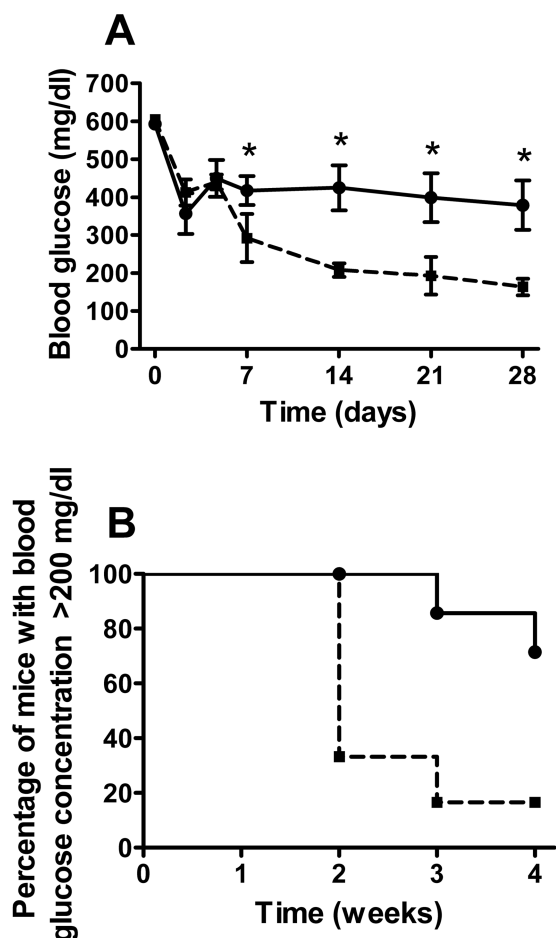 A
Blood glucose (mg/dl)
700
600
500
400
300
200
100
0
* * * *
0 7 14 21 28
Time (days)
B
Percentage of mice with blood
glucose concentration >200 mg/dl
100
80
60
40
20
0
0 1 2 3 4
Time (weeks)